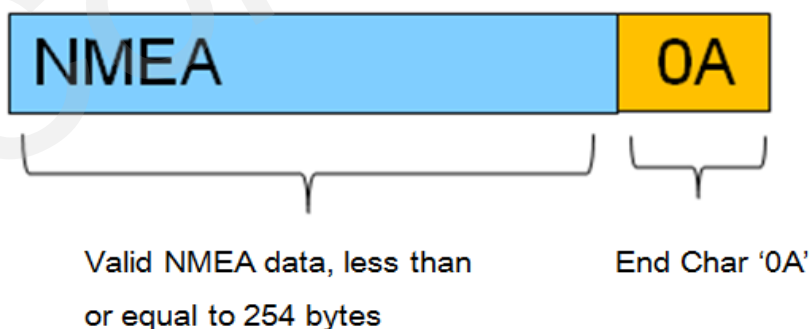 NMEA 0A
Valid NMEA data, less than End Char ‘0A’
or equal to 254 bytes